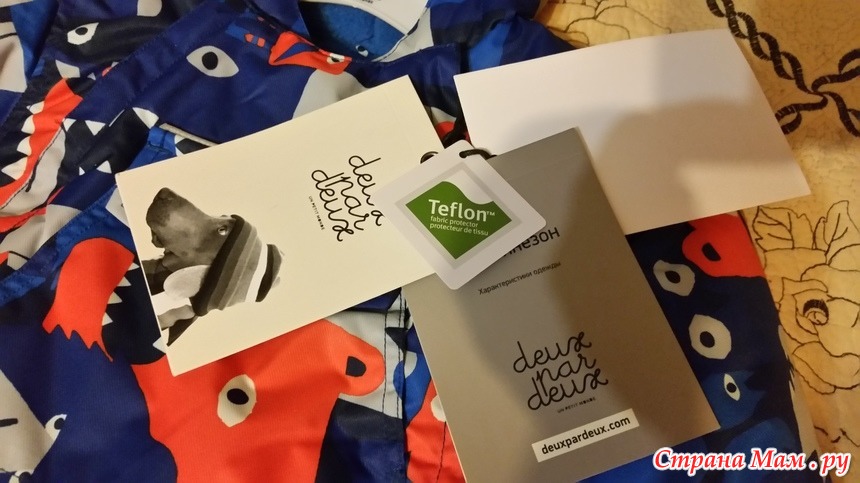 deux
par
deux
Teflon™
fabric protector
protecteur de tissu
Характеристики одежды
deux
par
deux
deuxpardeux.com
Страна Мам.ру